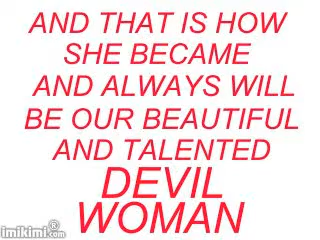 AND THAT IS HOW
SHE BECAME
AND ALWAYS WILL
BE OUR BEAUTIFUL
AND TALENTED
DEVIL
WOMAN
imikimi®.com